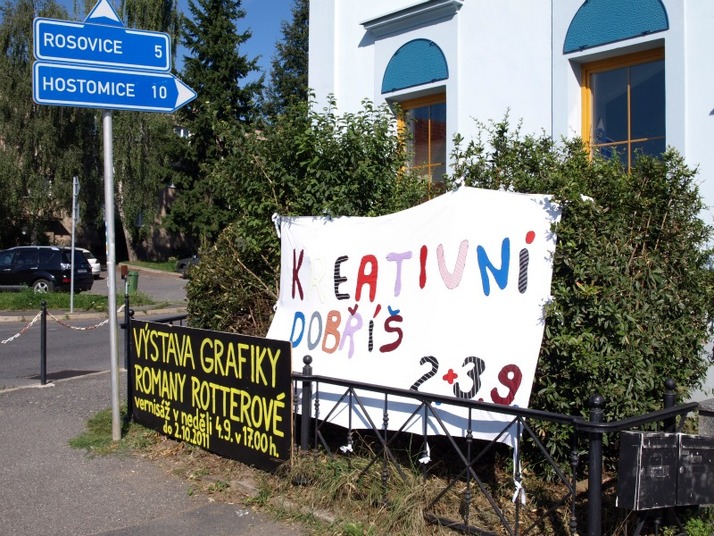 ROSOVICE 5
HOSTOMICE 10
KREATIVNÍ
DOBŘÍŠ
2+3.9
VÝSTAVA GRAFIKY
ROMANY ROTTEROVÉ
vernisáž v neděli 4.9. v 17.00h.
do 2.10.2011